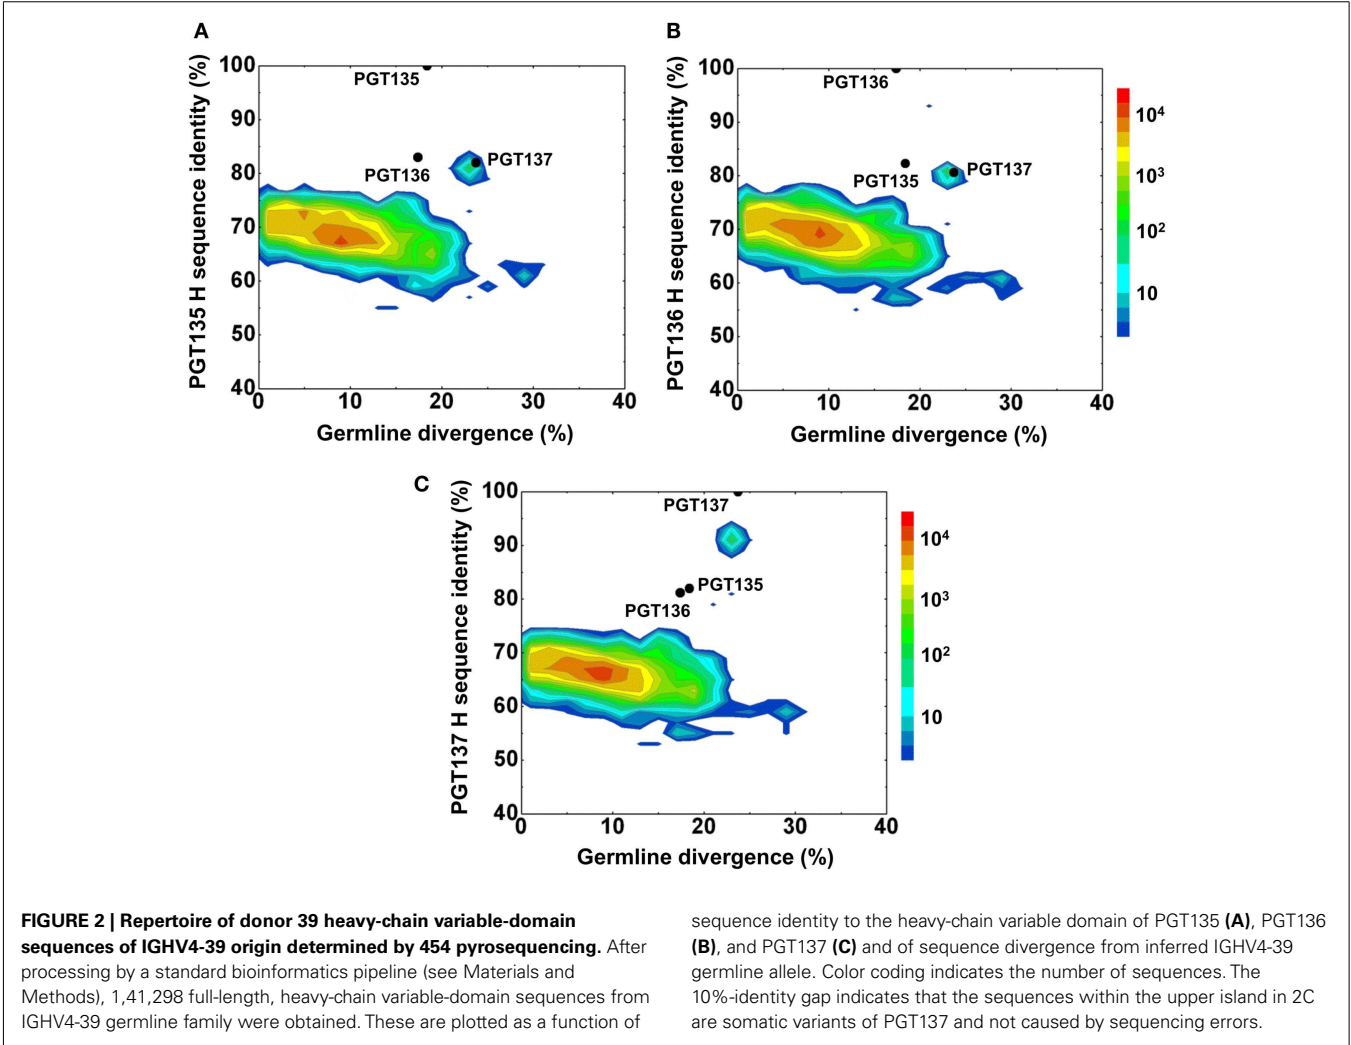 A
PGT135 H sequence identity (%)
100
90
80
70
60
50
40
0
10
20
30
40
PGT135
PGT136
PGT137
Germline divergence (%)
B
PGT136 H sequence identity (%)
100
90
80
70
60
50
40
0
10
20
30
40
PGT136
PGT135
PGT137
Germline divergence (%)
10⁴
10³
10²
10
C
PGT137 H sequence identity (%)
100
90
80
70
60
50
40
0
10
20
30
40
PGT137
PGT135
PGT136
Germline divergence (%)
10⁴
10³
10²
10
FIGURE 2 | Repertoire of donor 39 heavy-chain variable-domain
sequences of IGHV4-39 origin determined by 454 pyrosequencing. After
processing by a standard bioinformatics pipeline (see Materials and
Methods), 1,41,298 full-length, heavy-chain variable-domain sequences from
IGHV4-39 germline family were obtained. These are plotted as a function of
sequence identity to the heavy-chain variable domain of PGT135 (A), PGT136
(B), and PGT137 (C) and of sequence divergence from inferred IGHV4-39
germline allele. Color coding indicates the number of sequences. The
10%-identity gap indicates that the sequences within the upper island in 2C
are somatic variants of PGT137 and not caused by sequencing errors.